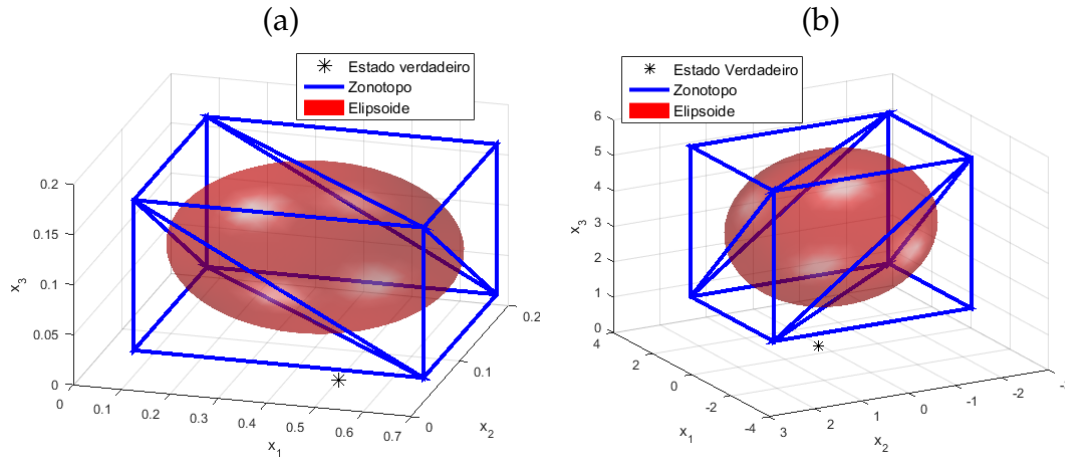 (a)
Estado verdadeiro
Zonotopo
Elipsoide
0.2
0.15
0.1
0.05
0
x3
0
0.1
0.2
0.3
0.4
0.5
0.6
0.7
x1
0
0.1
0.2
x2
(b)
Estado Verdadeiro
Zonotopo
Elipsoide
6
5
4
3
2
1
0
x3
4
2
0
-2
-4
x1
3
2
1
0
-1
-2
x2